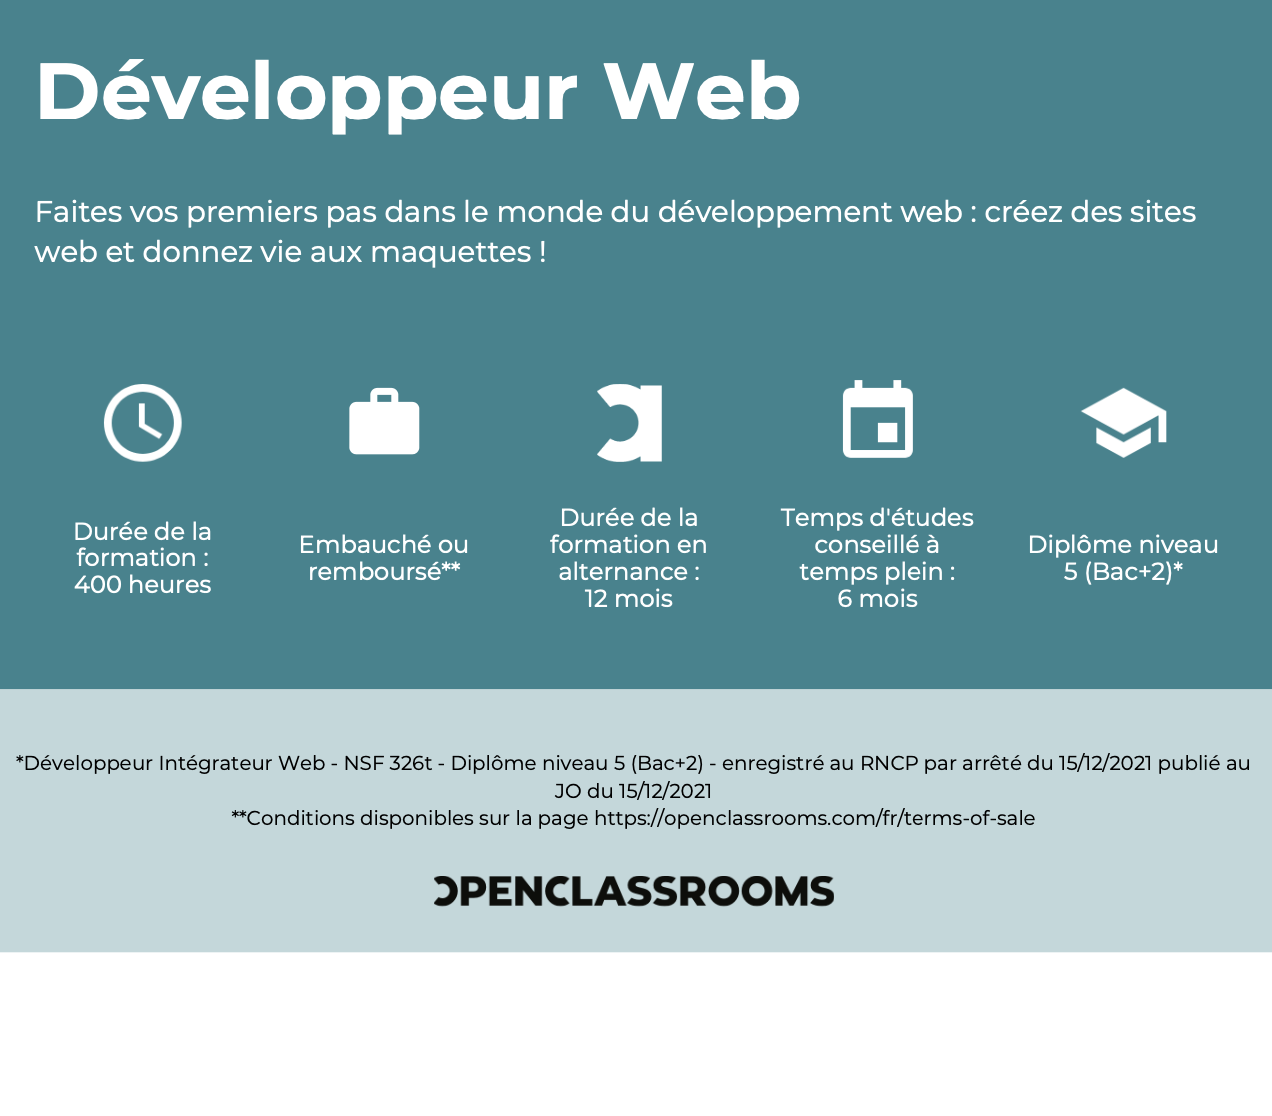 Développeur Web
Faites vos premiers pas dans le monde du développement web : créez des sites
web et donnez vie aux maquettes !
Durée de la
formation :
400 heures
Embauché ou
remboursé**
Durée de la
formation en
alternance :
12 mois
Temps d'études
conseillé à
temps plein :
6 mois
Diplôme niveau
5 (Bac+2)*
*Développeur Intégrateur Web - NSF 326t - Diplôme niveau 5 (Bac+2) - enregistré au RNCP par arrêté du 15/12/2021 publié au
JO du 15/12/2021
**Conditions disponibles sur la page https://openclassrooms.com/fr/terms-of-sale
OPENCLASSROOMS